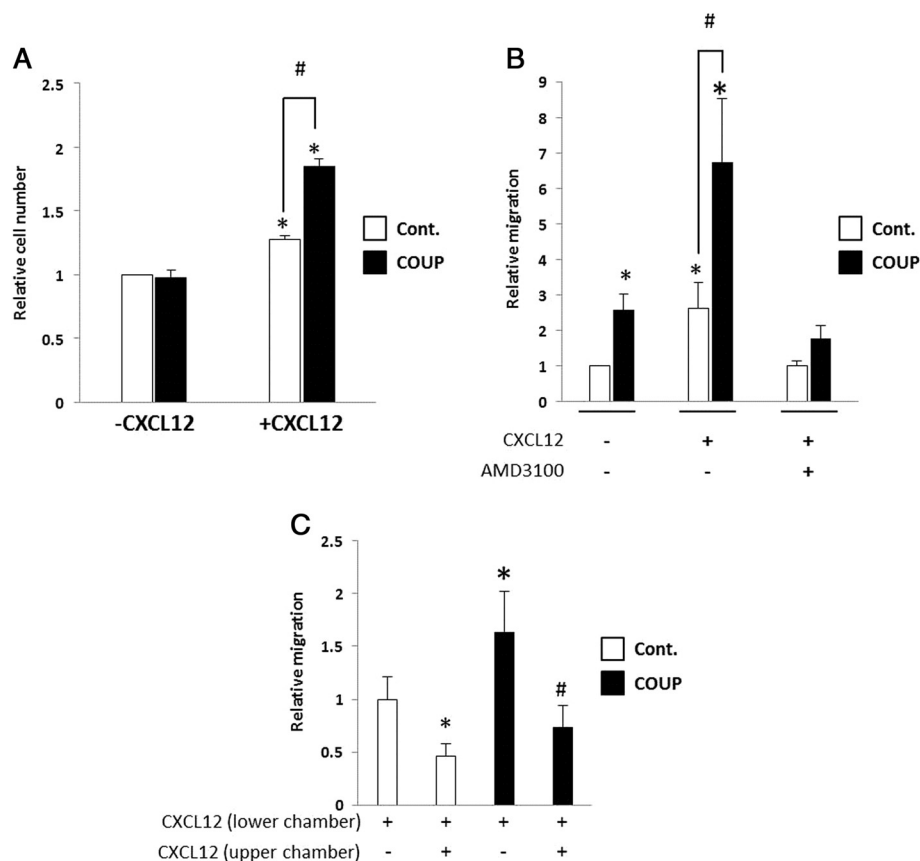 A
#
2.5
2
1.5
1
0.5
0
Relative cell number
*
*
-CXCL12
+CXCL12
Cont.
COUP
B
#
9
8
7
6
5
4
3
2
1
0
Relative migration
*
*
*
Cont.
COUP
CXCL12 - + +
AMD3100 - - +
C
2.5
2
1.5
1
0.5
0
Relative migration
*
*
#
Cont.
COUP
CXCL12 (lower chamber) + + + +
CXCL12 (upper chamber) - + - +